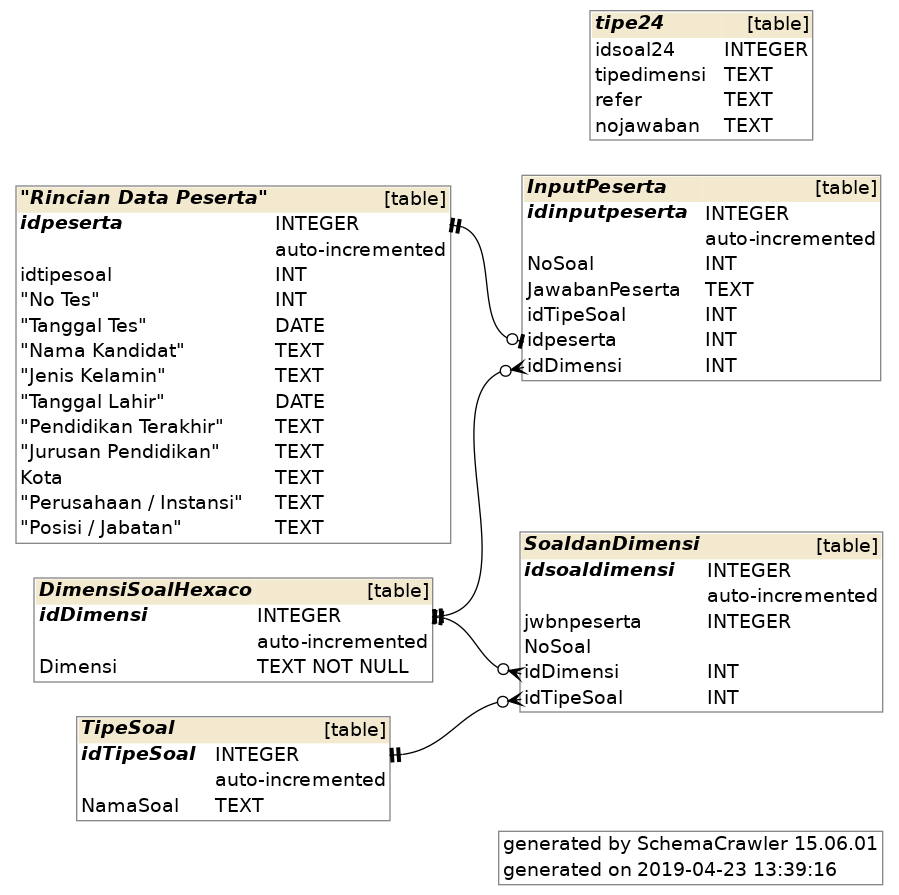 tipe24 [table]
idsoal24 INTEGER
tipedimensi TEXT
refer TEXT
nojawaban TEXT
"Rincian Data Peserta" [table]
idpeserta INTEGER
auto-incremented
idtipesoal INT
"No Tes" INT
"Tanggal Tes" DATE
"Nama Kandidat" TEXT
"Jenis Kelamin" TEXT
"Tanggal Lahir" DATE
"Pendidikan Terakhir" TEXT
"Jurusan Pendidikan" TEXT
Kota TEXT
"Perusahaan / Instansi" TEXT
"Posisi / Jabatan" TEXT
InputPeserta [table]
idinputpeserta INTEGER
auto-incremented
NoSoal INT
JawabanPeserta TEXT
idTipeSoal INT
idpeserta INT
idDimensi INT
DimensiSoalHexaco [table]
idDimensi INTEGER
auto-incremented
Dimensi TEXT NOT NULL
SoaldanDimensi [table]
idsoaldimensi INTEGER
auto-incremented
jwbnpeserta INTEGER
NoSoal
idDimensi INT
idTipeSoal INT
TipeSoal [table]
idTipeSoal INTEGER
auto-incremented
NamaSoal TEXT
generated by SchemaCrawler 15.06.01
generated on 2019-04-23 13:39:16